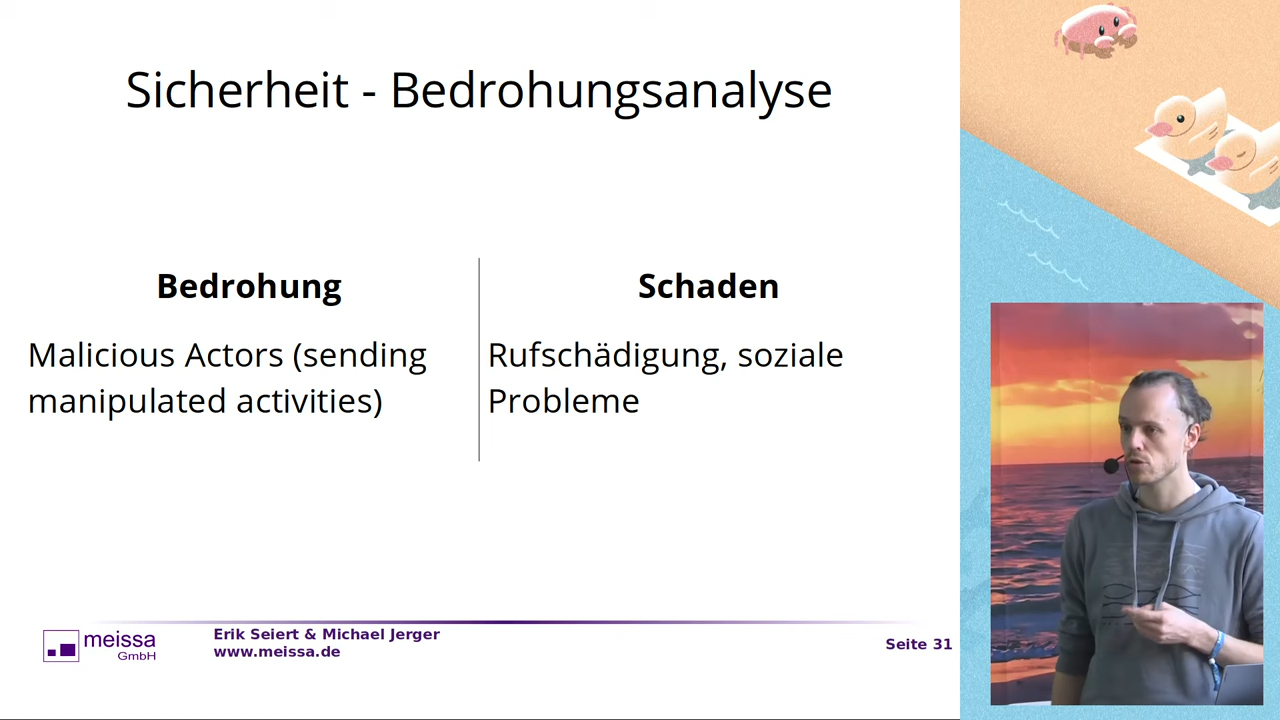 Sicherheit - Bedrohungsanalyse
Bedrohung
Malicious Actors (sending
manipulated activities)
Schaden
Rufschädigung, soziale
Probleme
meissa
GmbH
Erik Seiert & Michael Jerger
www.meissa.de
Seite 31